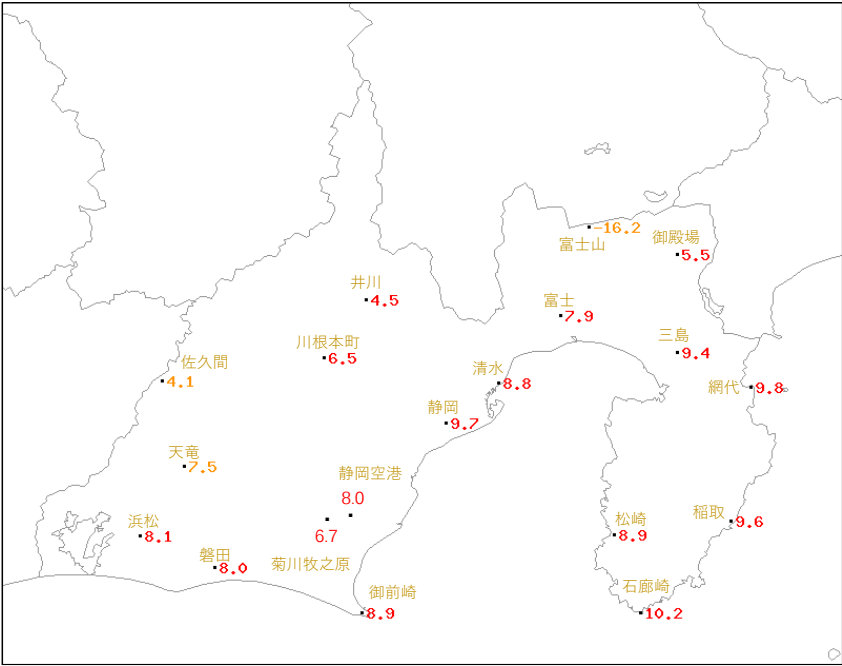 富士山
-16.2
御殿場
5.5
井川
4.5
富士
7.9
川根本町
6.5
三島
9.4
佐久間
4.1
清水
8.8
網代
9.8
静岡
9.7
天竜
7.5
静岡空港
8.0
浜松
8.1
6.7
菊川牧之原
松崎
8.9
稲取
9.6
磐田
8.0
御前崎
8.9
石廊崎
10.2